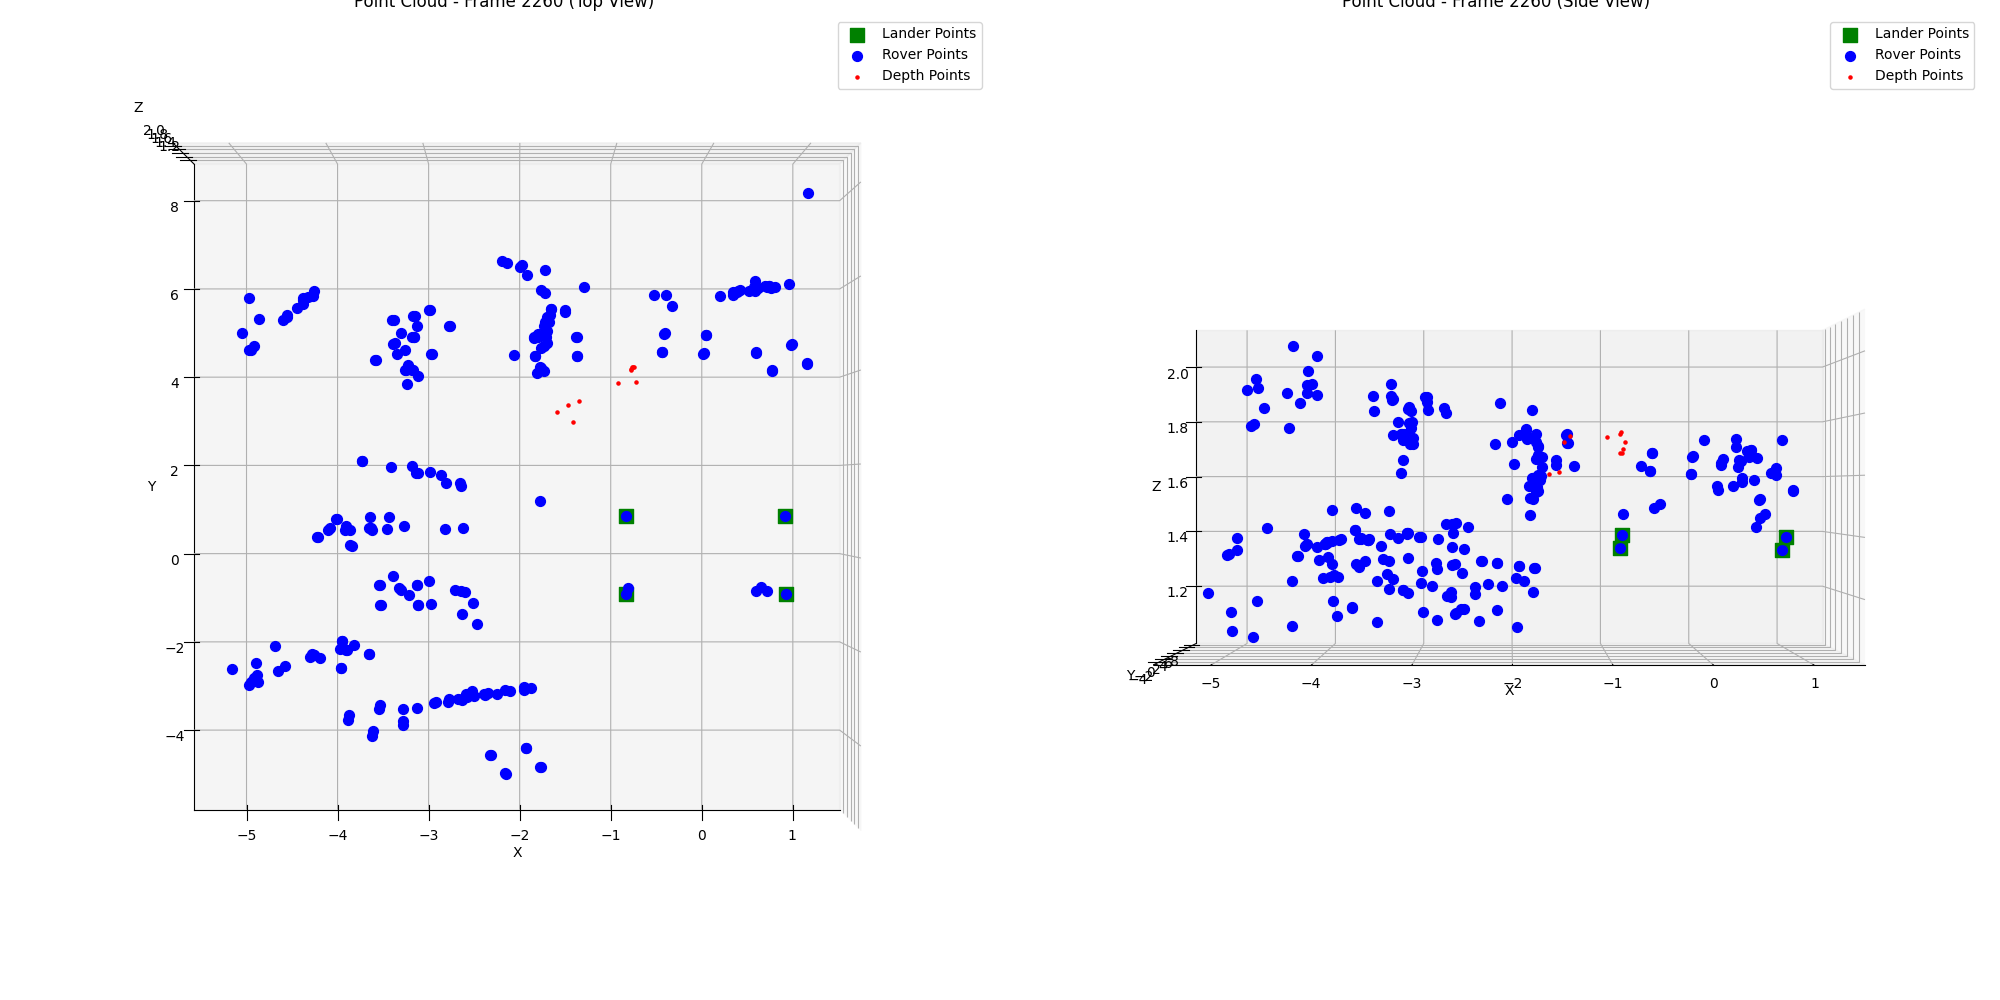 Point Cloud - Frame 2260 (Top View)
Lander Points
Rover Points
Depth Points
Z
2.0
8
6
4
2
0
−2
−4
Y
−5
−4
−3
−2
−1
0
1
X
Point Cloud - Frame 2260 (Side View)
Lander Points
Rover Points
Depth Points
2.0
1.8
1.6
1.4
1.2
Z
Y
−5
−4
−3
−2
−1
0
1
X